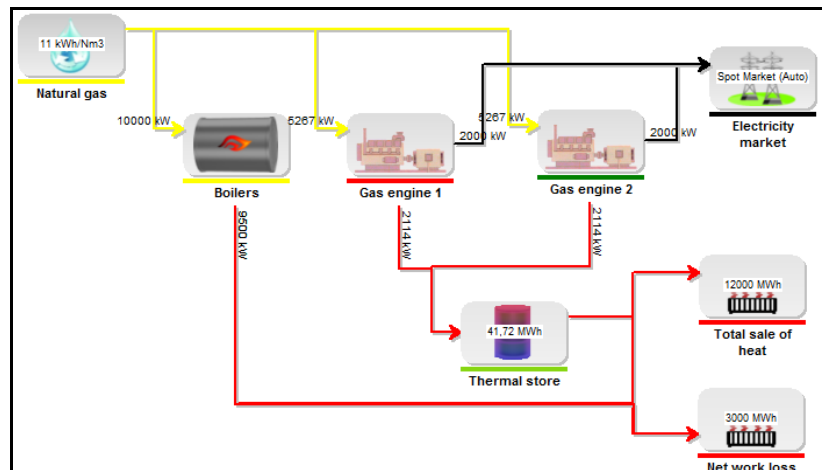 11 kWh/Nm3
Natural gas
10000 kW
5267 kW
5267 kW
2000 kW
2000 kW
Spot Market (Auto)
Electricity
market
Boilers
Gas engine 1
Gas engine 2
9500 kW
2114 kW
2114 kW
12000 MWh
Total sale of
heat
41,72 MWh
Thermal store
3000 MWh
Net work loss